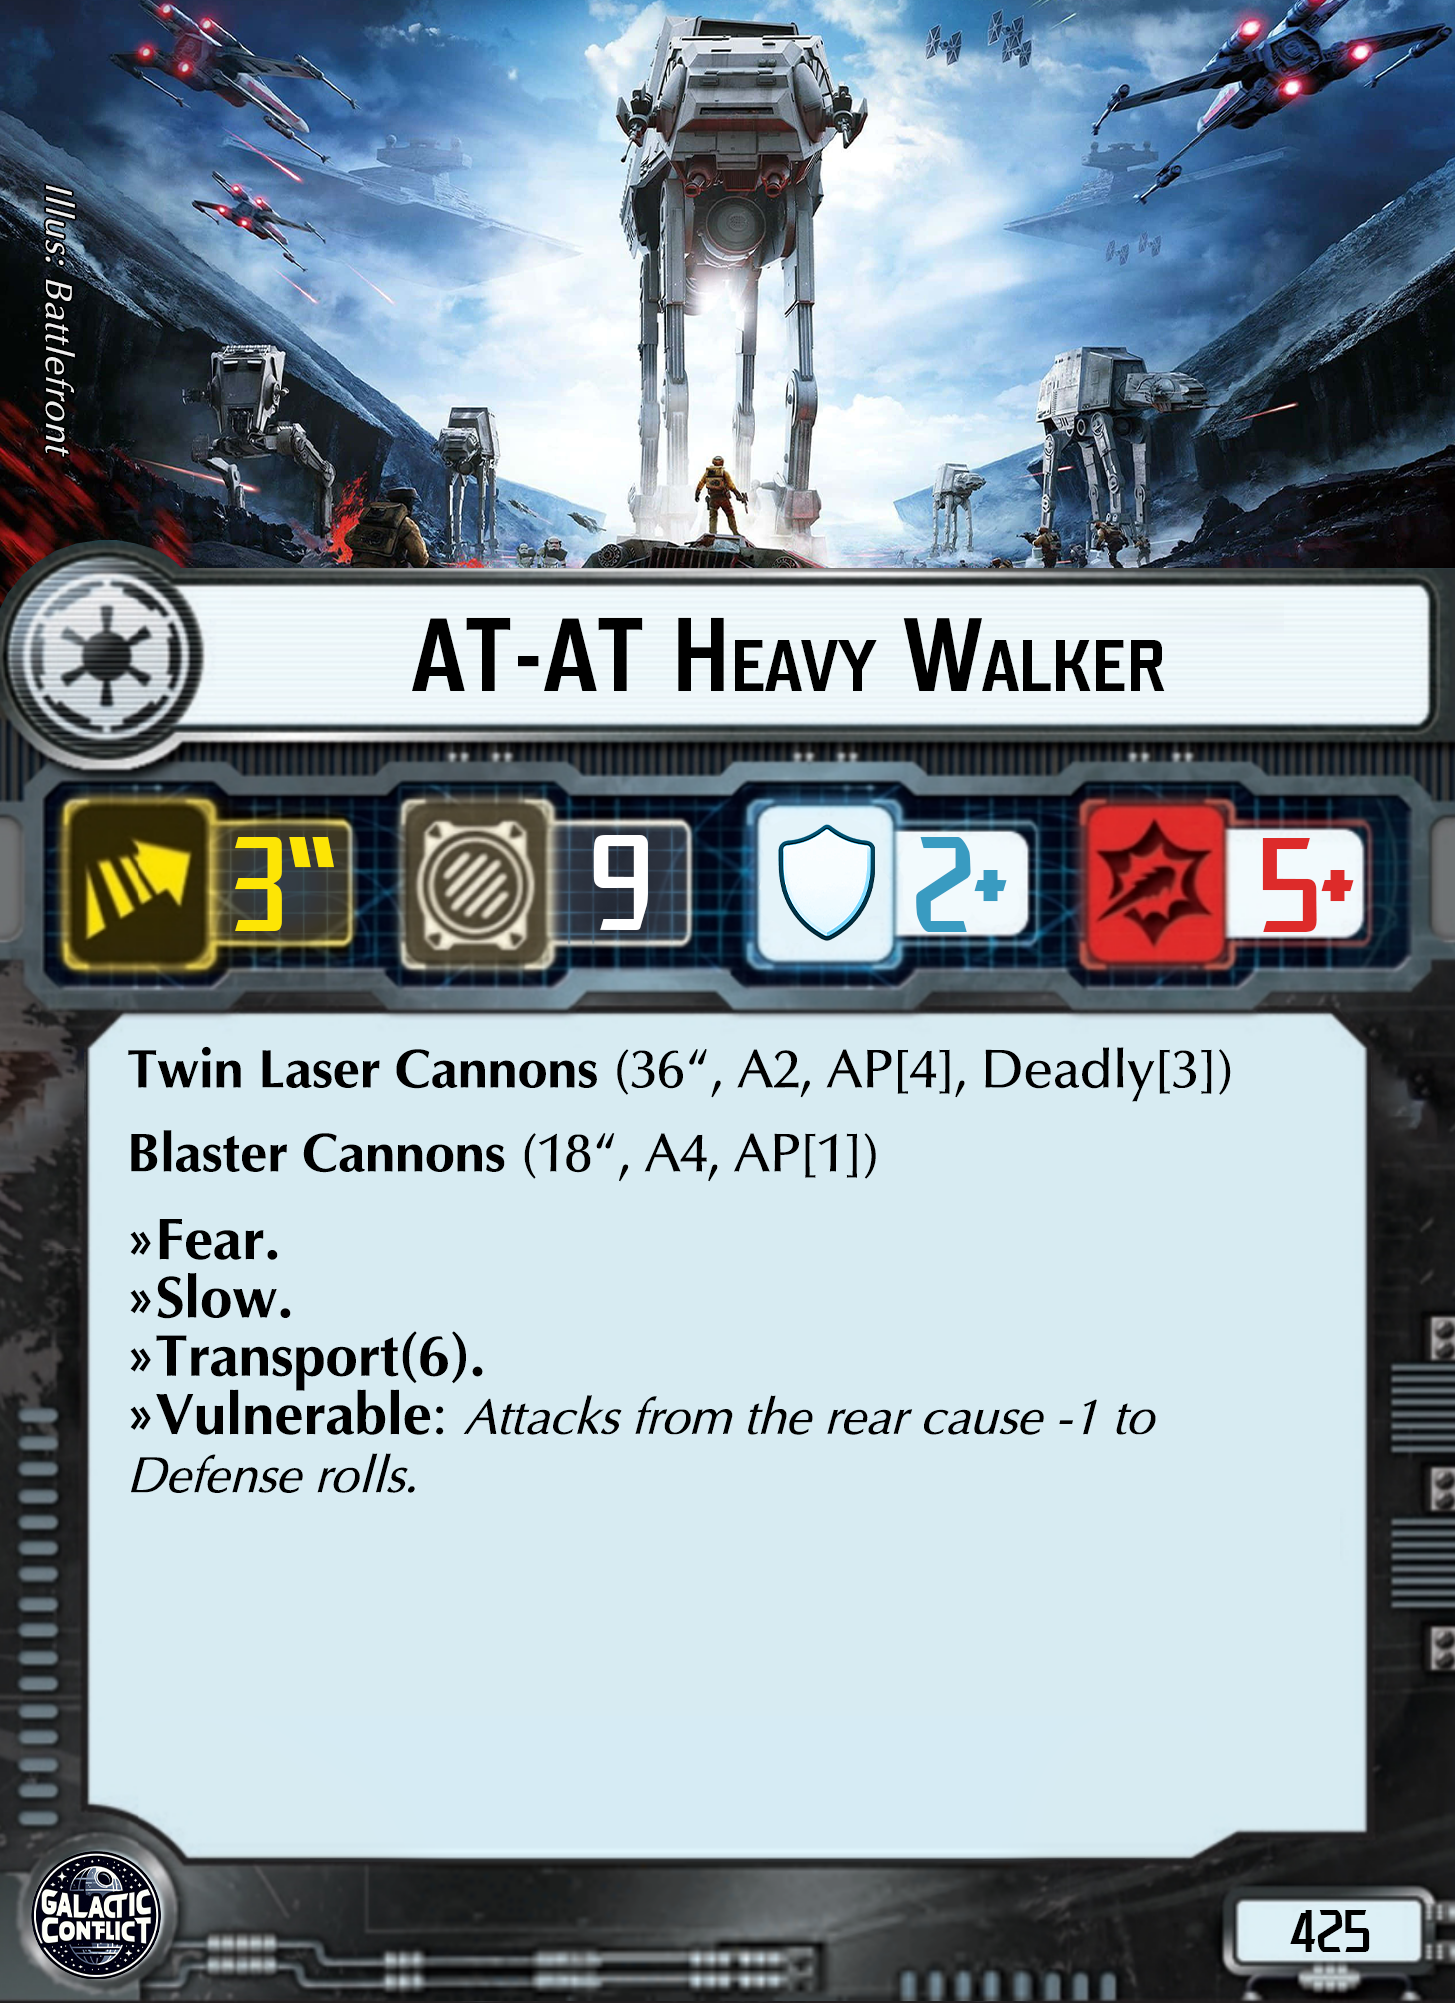 Illus: Battlefront
AT-AT Heavy Walker
3" 9 2+ 5+
Twin Laser Cannons (36“, A2, AP[4], Deadly[3])
Blaster Cannons (18“, A4, AP[1])
»Fear.
»Slow.
»Transport(6).
»Vulnerable: Attacks from the rear cause -1 to
Defense rolls.
GALACTIC
CONFLICT
425